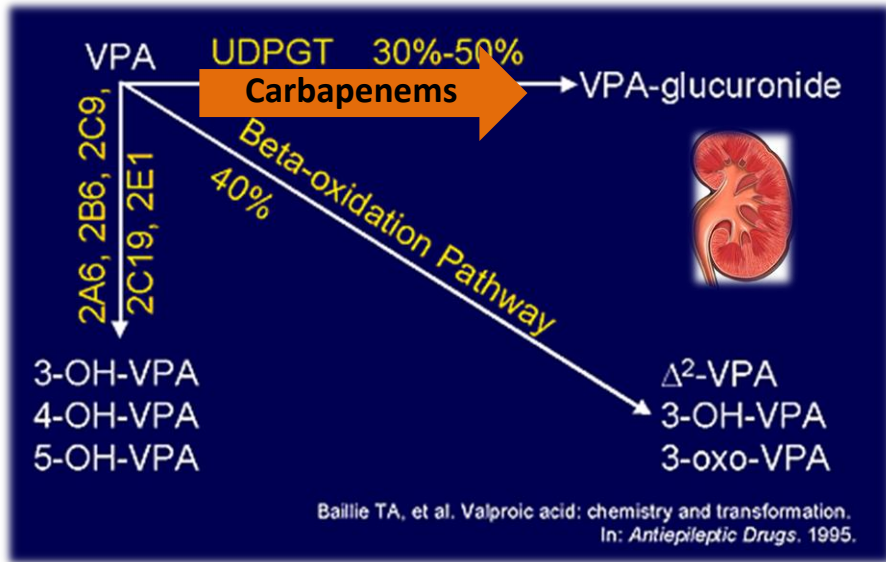 VPA UDPGT 30%-50%
Carbapenems
VPA-glucuronide
2A6, 2B6, 2C9,
2C19, 2E1
Beta-oxidation Pathway
40%
3-OH-VPA
4-OH-VPA
5-OH-VPA
Δ²-VPA
3-OH-VPA
3-oxo-VPA
Baillie TA, et al. Valproic acid: chemistry and transformation.
In: Antiepileptic Drugs. 1995.